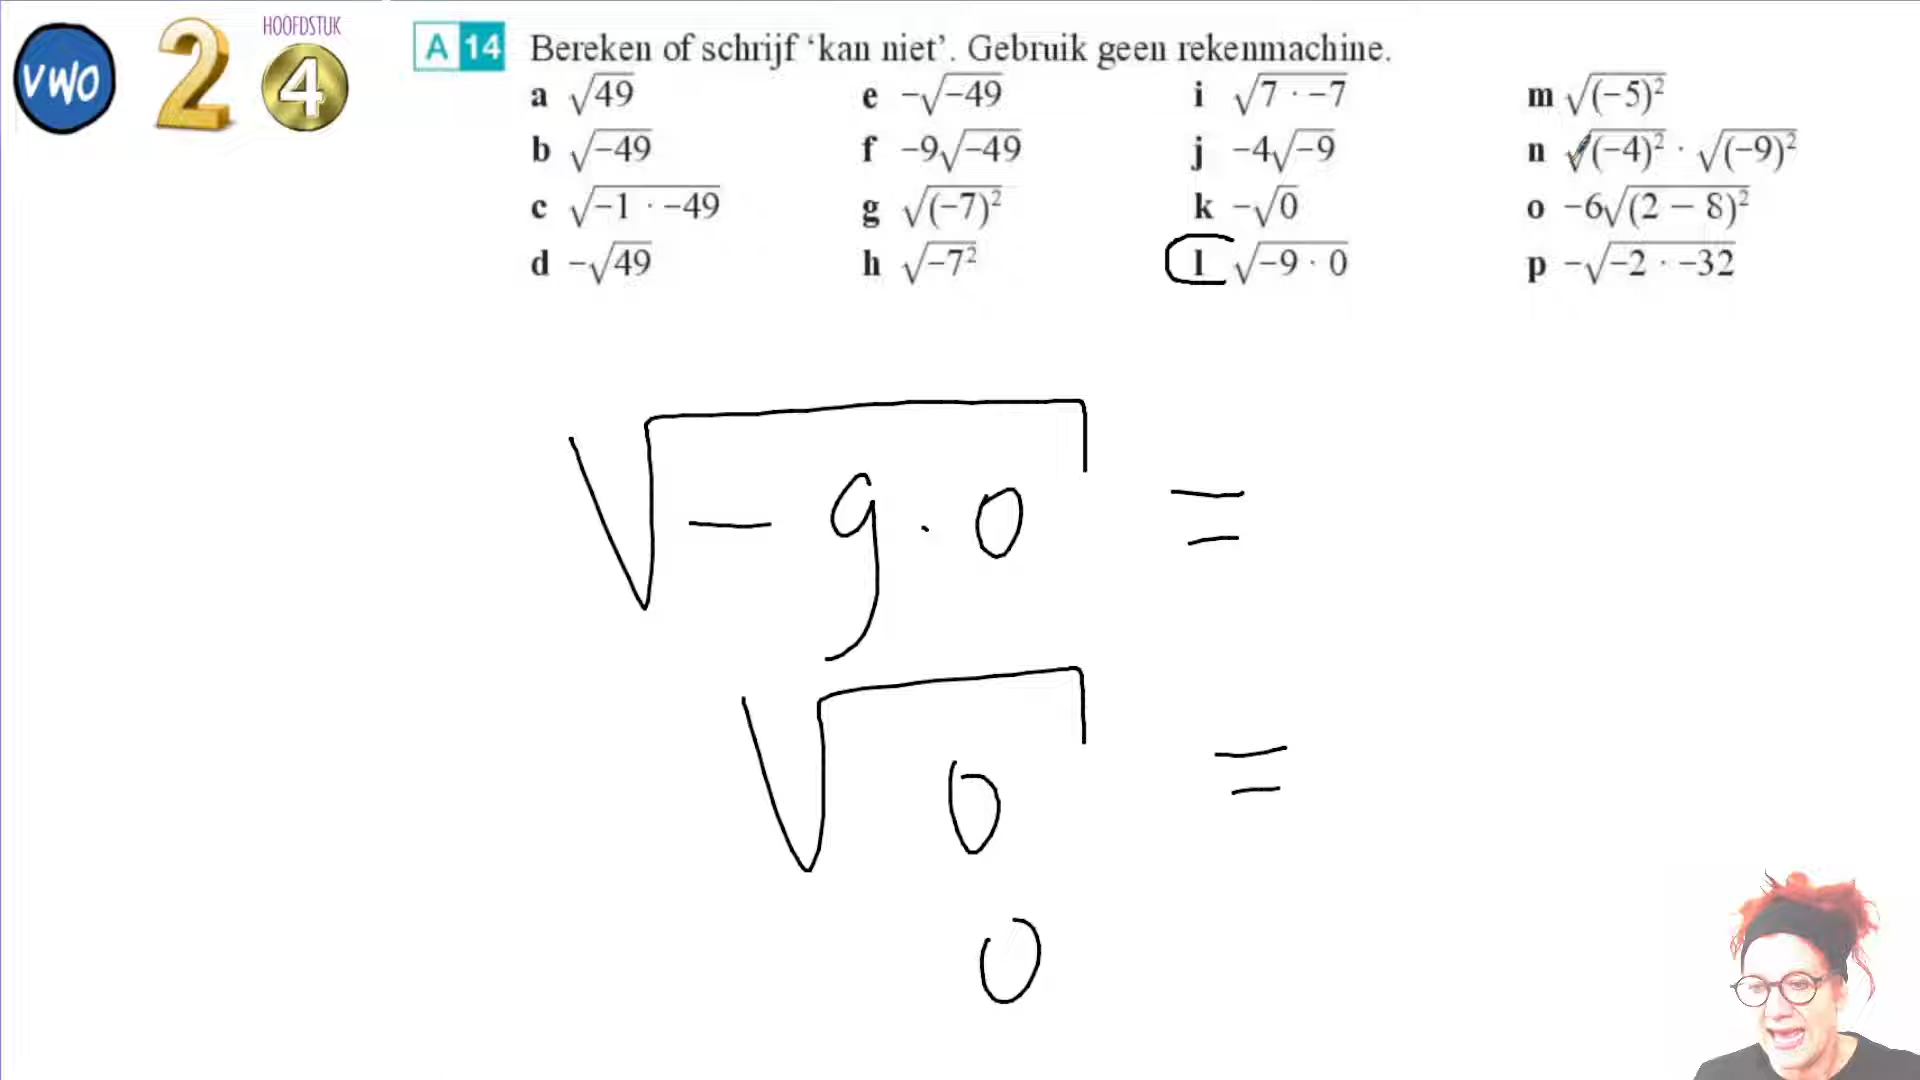 VWO 2 HOOFDSTUK 4
A 14 Bereken of schrijf ‘kan niet’. Gebruik geen rekenmachine.
a √49
b √−49
c √−1 · −49
d −√49
e −√−49
f −9√−49
g √(−7)²
h √−7²
i √7 · −7
j −4√−9
k −√0
l √−9 · 0
m √(−5)²
n √(−4)² · √(−9)²
o −6√(2 − 8)²
p −√−2 · −32
√− 9 · 0 =
√0 =
0